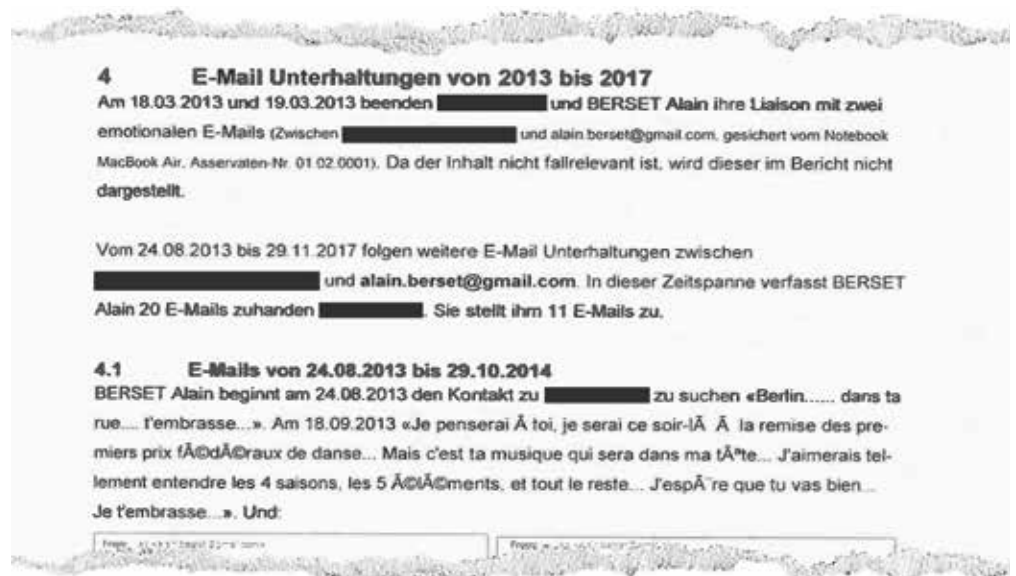 4 E-Mail Unterhaltungen von 2013 bis 2017
Am 18.03.2013 und 19.03.2013 beenden und BERSET Alain ihre Liaison mit zwei
emotionalen E-Mails (Zwischen und alain.berset@gmail.com, gesichert vom Notebook
MacBook Air, Asservaten-Nr. 01.02.0001). Da der Inhalt nicht fallrelevant ist, wird dieser im Bericht nicht
dargestellt.
Vom 24.08.2013 bis 29.11.2017 folgen weitere E-Mail Unterhaltungen zwischen
und alain.berset@gmail.com. In dieser Zeitspanne verfasst BERSET
Alain 20 E-Mails zuhanden . Sie stellt ihm 11 E-Mails zu.
4.1 E-Mails von 24.08.2013 bis 29.10.2014
BERSET Alain beginnt am 24.08.2013 den Kontakt zu zu suchen «Berlin...... dans ta
rue.... t'embrasse...». Am 18.09.2013 «Je penserai Ã toi, je serai ce soir-lÃ Ã la remise des pre-
miers prix fÃ©dÃ©raux de danse... Mais c'est ta musique qui sera dans ma tÃªte... J'aimerais tel-
lement entendre les 4 saisons, les 5 Ã©lÃ©ments, et tout le reste... J'espÃ¨re que tu vas bien...
Je t'embrasse...». Und: